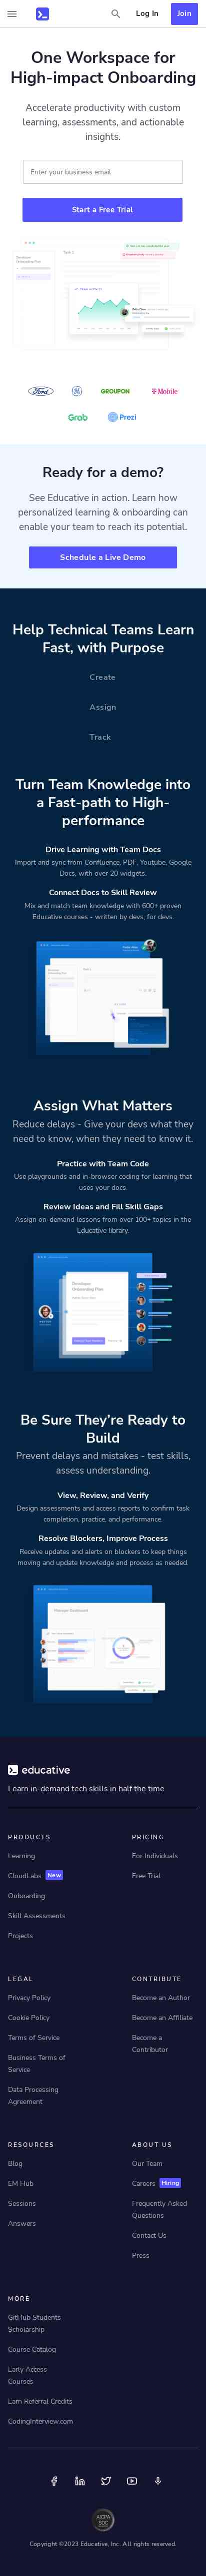 Log In
Join
One Workspace for
High-impact Onboarding
Accelerate productivity with custom
learning, assessments, and actionable
insights.
Enter your business email
Start a Free Trial
Ford
GROUPON
T Mobile
Grab
Prezi
Ready for a demo?
See Educative in action. Learn how
personalized learning & onboarding can
enable your team to reach its potential.
Schedule a Live Demo
Help Technical Teams Learn
Fast, with Purpose
Create
Assign
Track
Turn Team Knowledge into
a Fast-path to High-
performance
Drive Learning with Team Docs
Import and sync from Confluence, PDF, Youtube, Google
Docs, with over 20 widgets.
Connect Docs to Skill Review
Mix and match team knowledge with 600+ proven
Educative courses - written by devs, for devs.
Assign What Matters
Reduce delays - Give your devs what they
need to know, when they need to know it.
Practice with Team Code
Use playgrounds and in-browser coding for learning that
uses your docs.
Review Ideas and Fill Skill Gaps
Assign on-demand lessons from over 100+ topics in the
Educative library.
Developer
Onboarding Plan
Be Sure They're Ready to
Build
Prevent delays and mistakes - test skills,
assess understanding.
View, Review, and Verify
Design assessments and access reports to confirm task
completion, practice, and performance.
Resolve Blockers, Improve Process
Receive updates and alerts on blockers to keep things
moving and update knowledge and process as needed.
educative
Learn in-demand tech skills in half the time
PRODUCTS
Learning
CloudLabs New
Onboarding
Skill Assessments
Projects
PRICING
For Individuals
Free Trial
LEGAL
Privacy Policy
Cookie Policy
Terms of Service
Business Terms of
Service
Data Processing
Agreement
CONTRIBUTE
Become an Author
Become an Affiliate
Become a
Contributor
RESOURCES
Blog
EM Hub
Sessions
Answers
ABOUT US
Our Team
Careers Hiring
Frequently Asked
Questions
Contact Us
Press
MORE
GitHub Students
Scholarship
Course Catalog
Early Access
Courses
Earn Referral Credits
CodingInterview.com
AICPA
SOC
Copyright ©2023 Educative, Inc. All rights reserved.